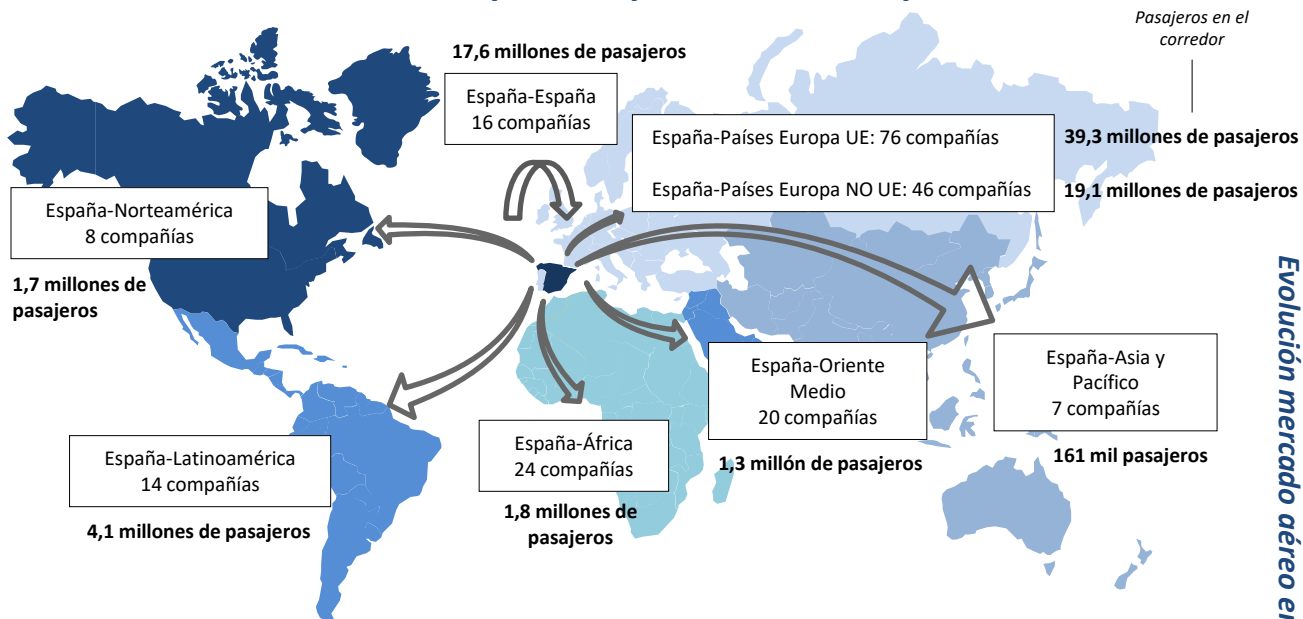 Pasajeros en el
corredor
17,6 millones de pasajeros
España-España
16 compañías
España-Países Europa UE: 76 compañías
39,3 millones de pasajeros
España-Países Europa NO UE: 46 compañías
19,1 millones de pasajeros
España-Norteamérica
8 compañías
1,7 millones de
pasajeros
España-Oriente
Medio
20 compañías
1,3 millón de pasajeros
España-Asia y
Pacífico
7 compañías
161 mil pasajeros
España-África
24 compañías
1,8 millones de
pasajeros
España-Latinoamérica
14 compañías
4,1 millones de pasajeros
Evolución mercado aéreo